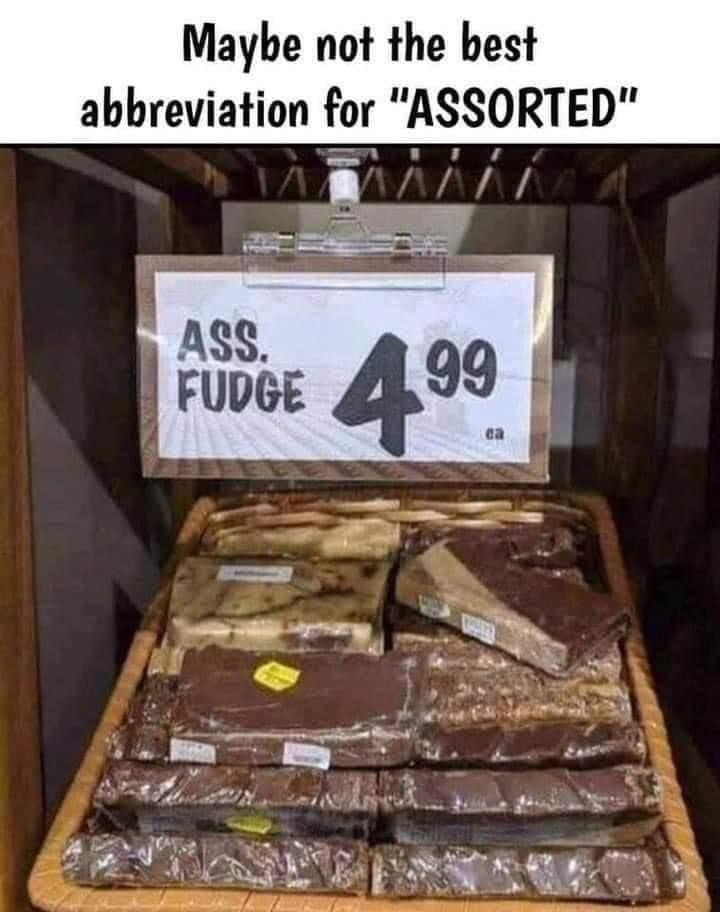 Maybe not the best
abbreviation for "ASSORTED"
ASS.
FUDGE
4.99
ea